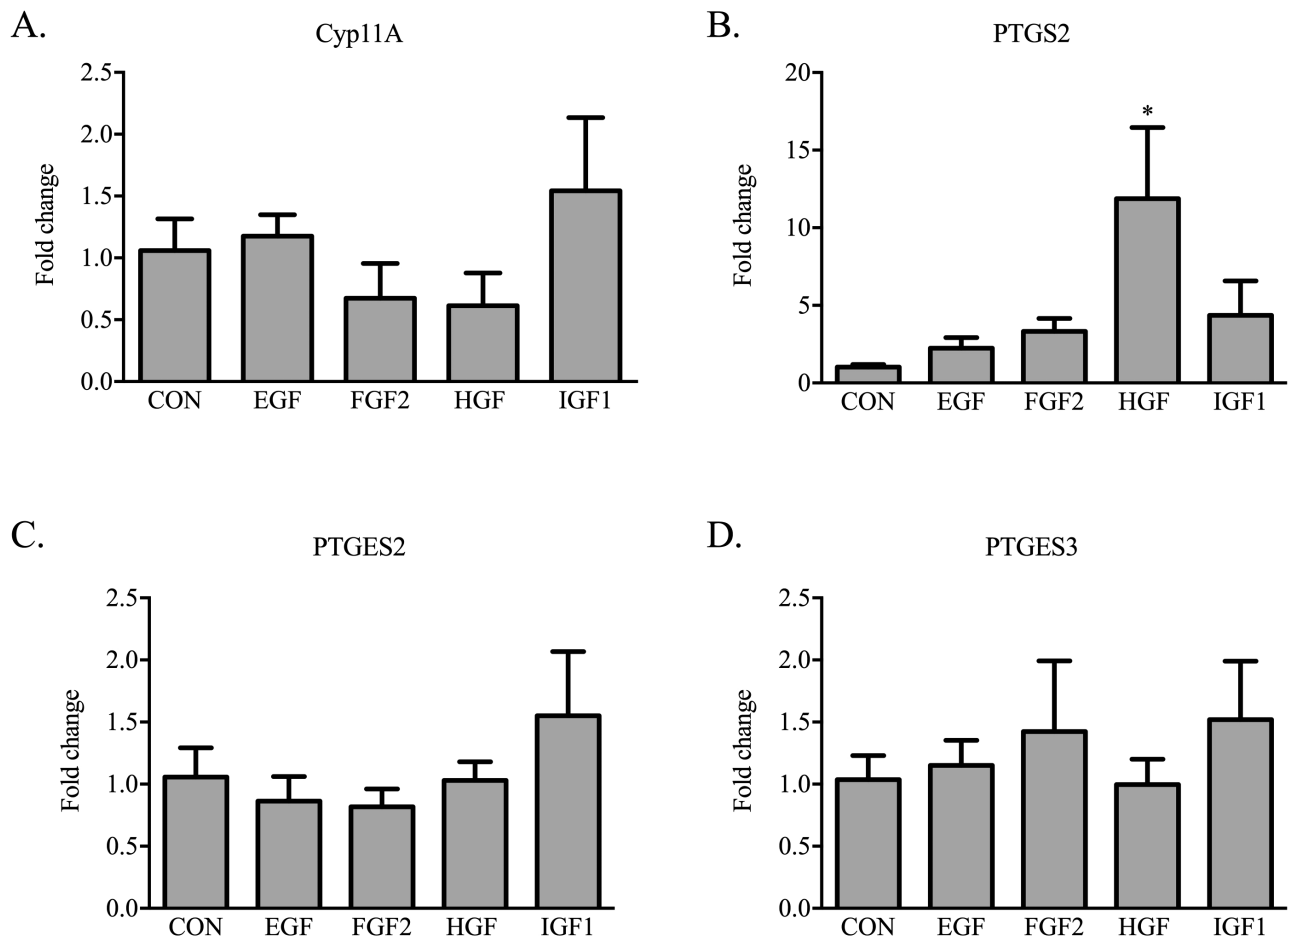 A.
Cyp11A
Fold change
2.5
2.0
1.5
1.0
0.5
0.0
CON EGF FGF2 HGF IGF1
B.
PTGS2
Fold change
20
15
10
5
0
*
CON EGF FGF2 HGF IGF1
C.
PTGES2
Fold change
2.5
2.0
1.5
1.0
0.5
0.0
CON EGF FGF2 HGF IGF1
D.
PTGES3
Fold change
2.5
2.0
1.5
1.0
0.5
0.0
CON EGF FGF2 HGF IGF1